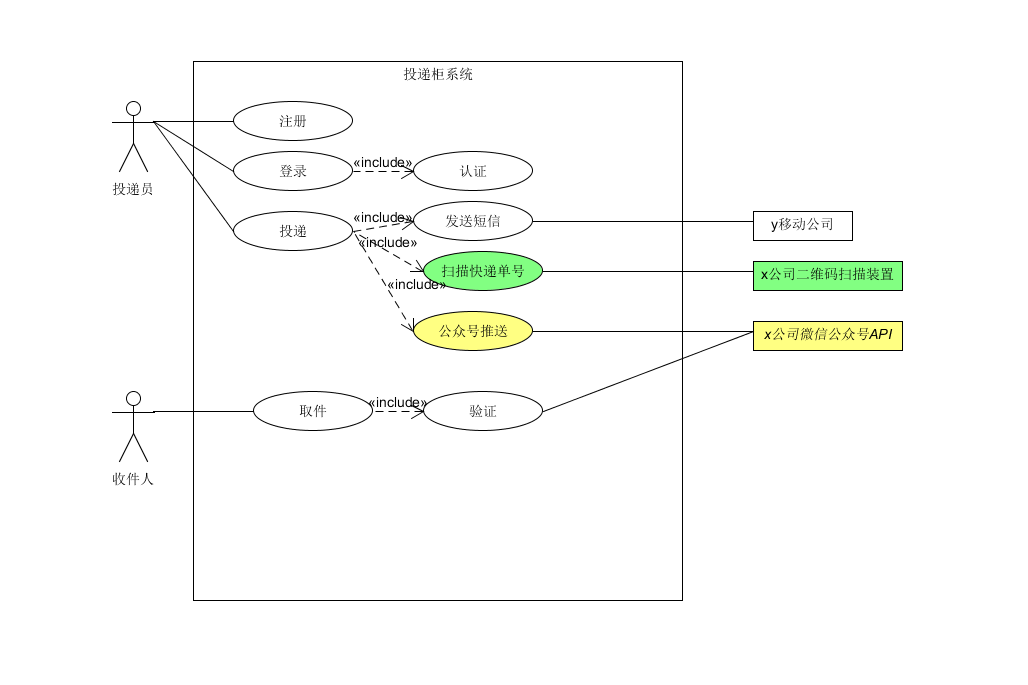 投递柜系统
注册
投递员
登录
«include»
认证
投递
«include»
发送短信
y移动公司
«include»
扫描快递单号
x公司二维码扫描装置
«include»
公众号推送
x公司微信公众号API
收件人
取件
«include»
验证